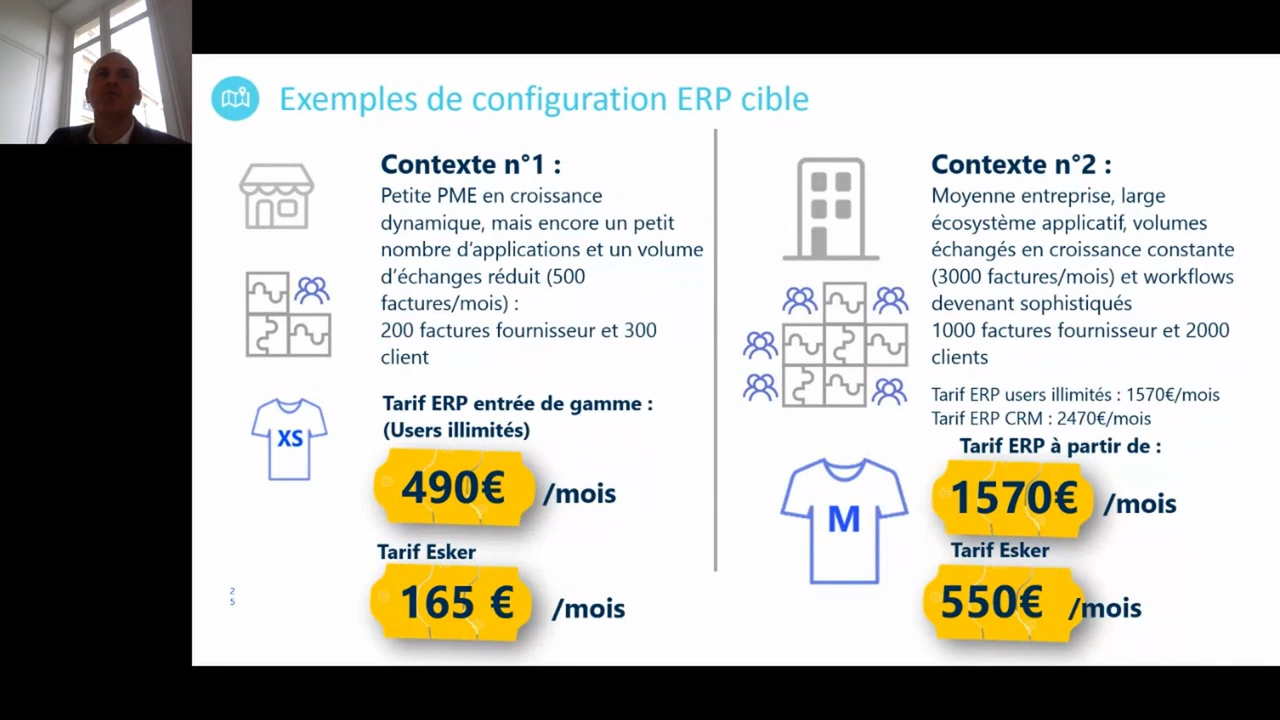 Exemples de configuration ERP cible
Contexte n°1 :
Petite PME en croissance
dynamique, mais encore un petit
nombre d'applications et un volume
d'échanges réduit (500
factures/mois) :
200 factures fournisseur et 300
client
XS
Tarif ERP entrée de gamme :
(Users illimités)
490€ /mois
Tarif Esker
165 € /mois
Contexte n°2 :
Moyenne entreprise, large
écosystème applicatif, volumes
échangés en croissance constante
(3000 factures/mois) et workflows
devenant sophistiqués
1000 factures fournisseur et 2000
clients
Tarif ERP users illimités : 1570€/mois
Tarif ERP CRM : 2470€/mois
Tarif ERP à partir de :
M
1570€ /mois
Tarif Esker
550€ /mois
2
5